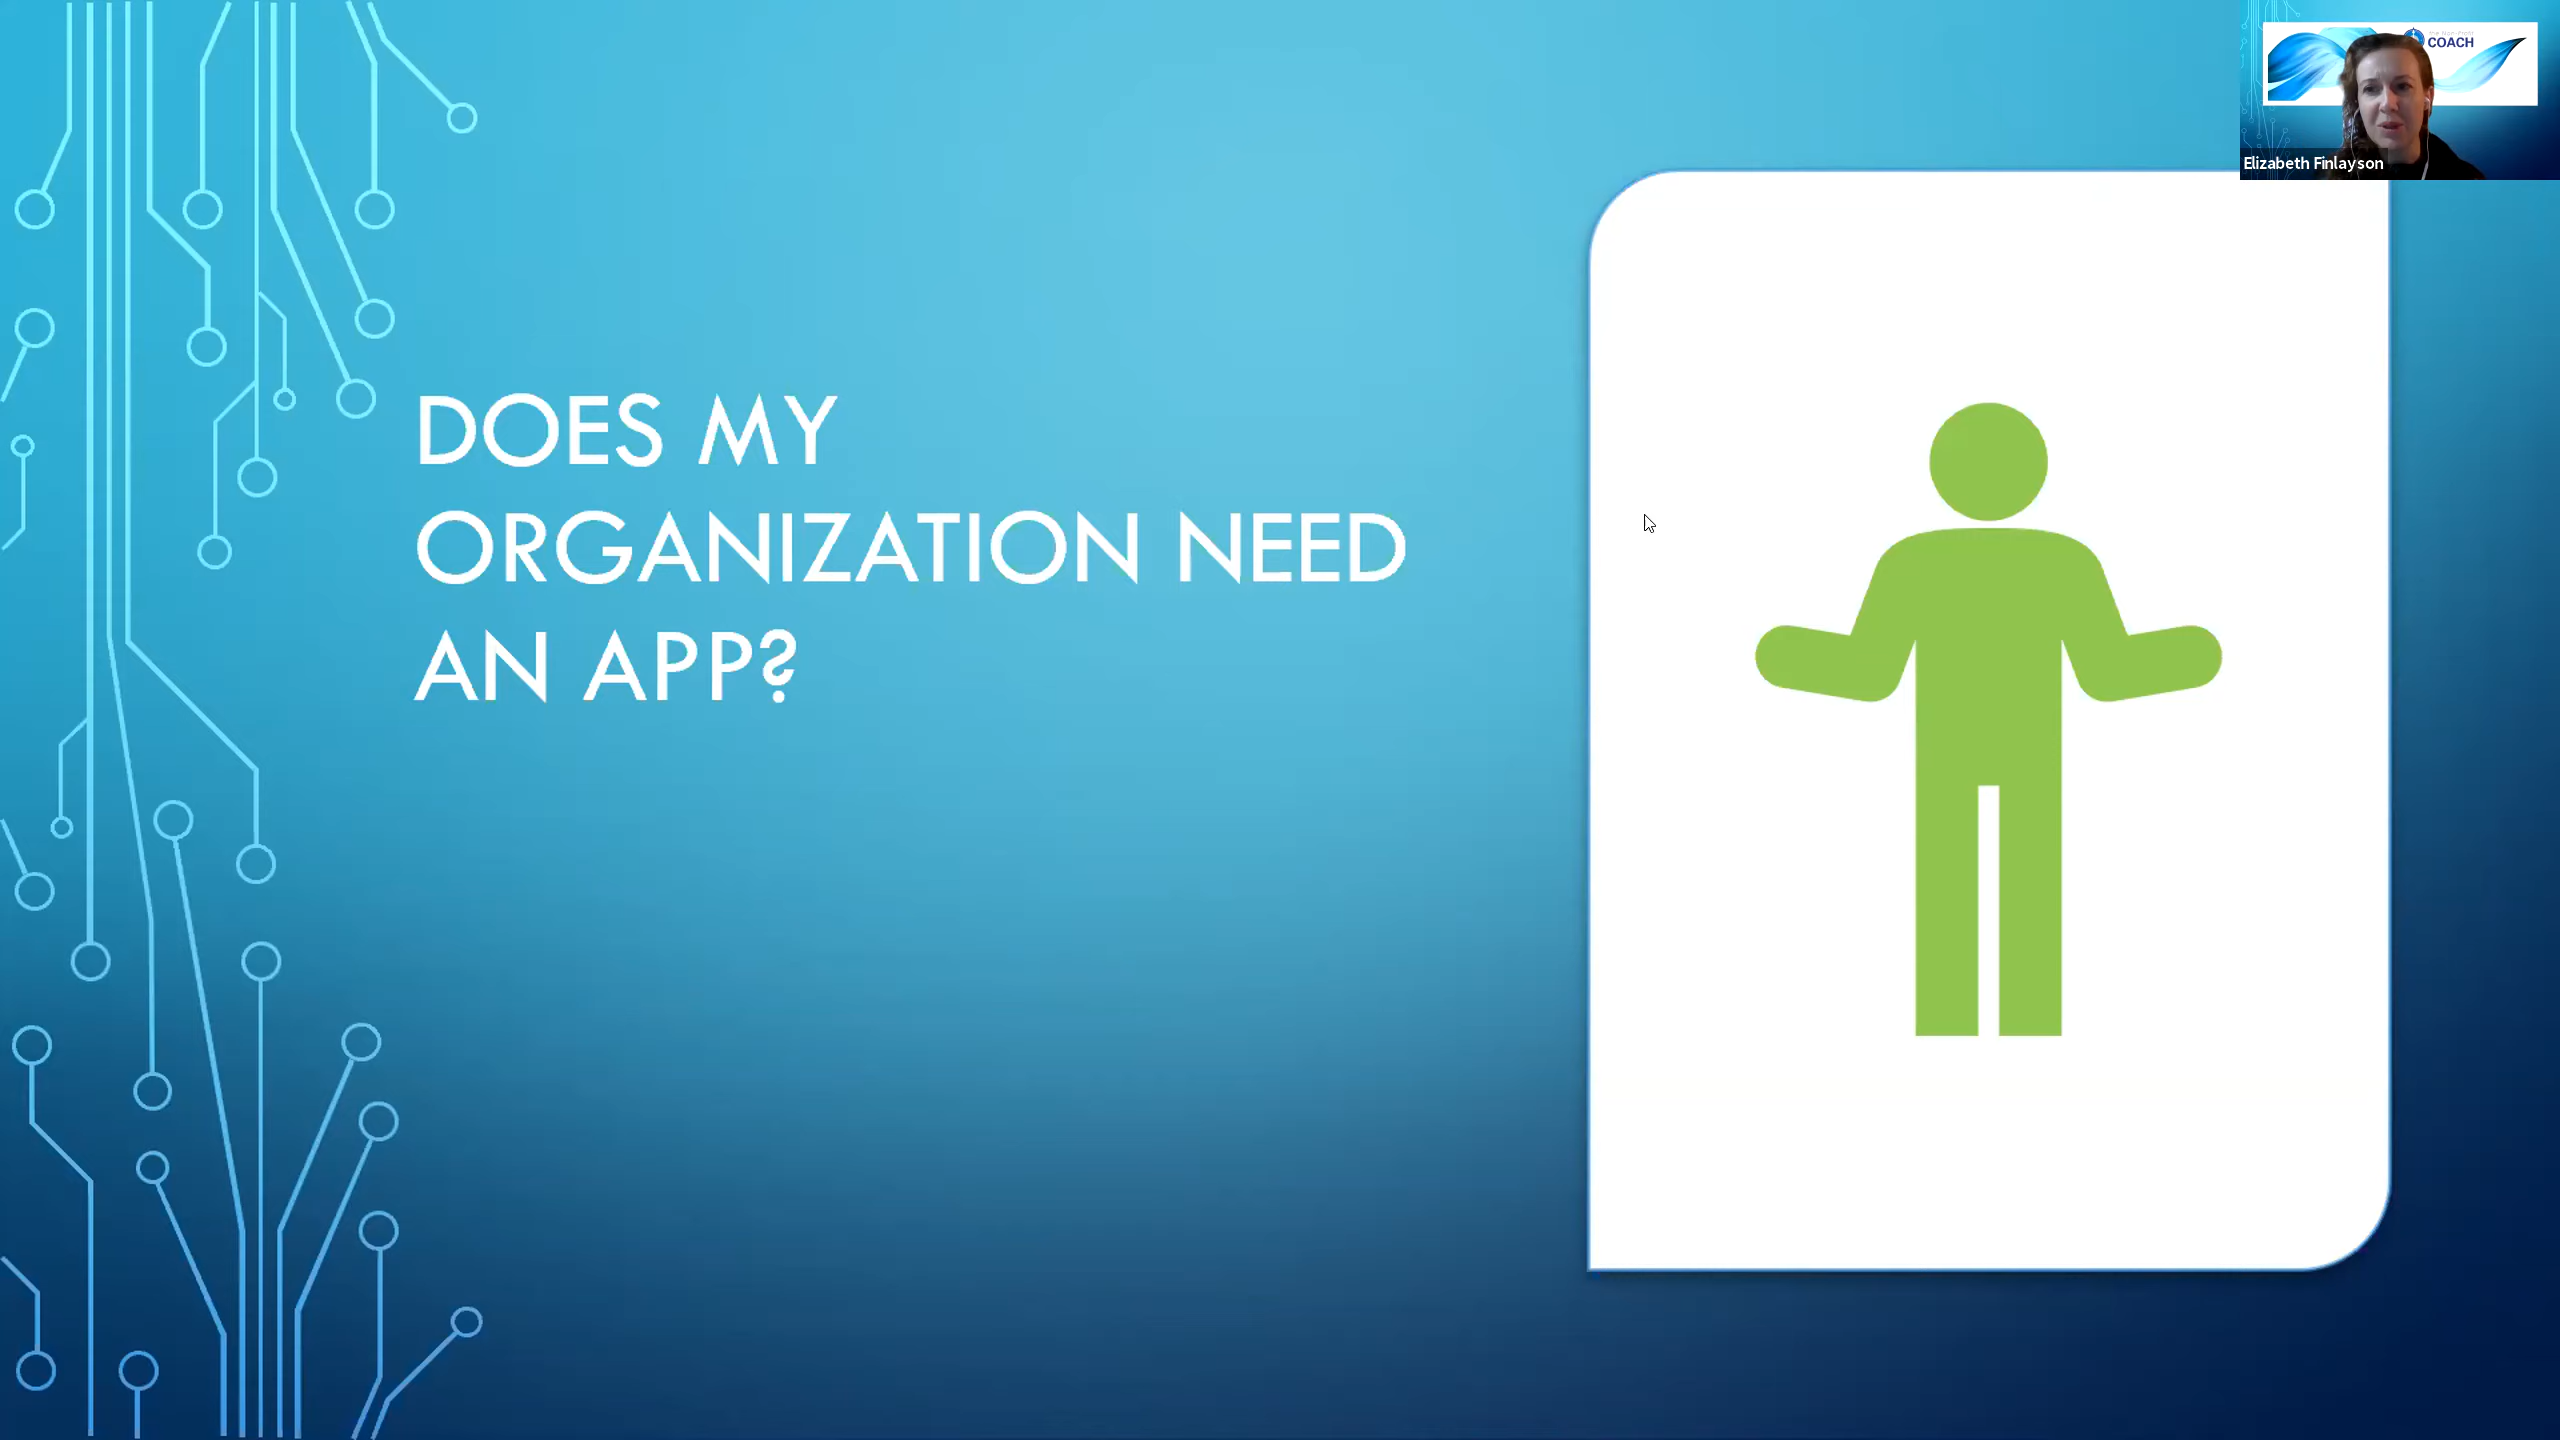 DOES MY
ORGANIZATION NEED
AN APP?
COACH
Elizabeth Finlayson